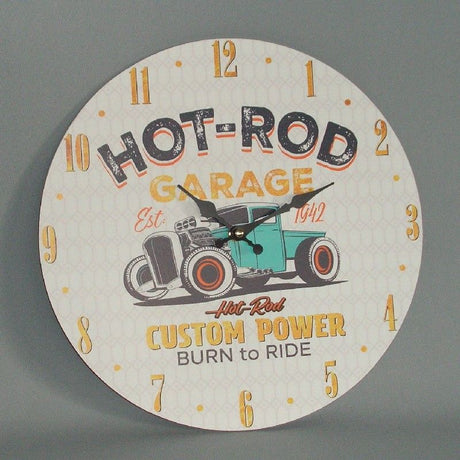 12
11
1
HOT-ROD
10
2
GARAGE
Est. 1942
9
3
Hot-Rod
CUSTOM POWER
BURN to RIDE
8
4
7
5
6